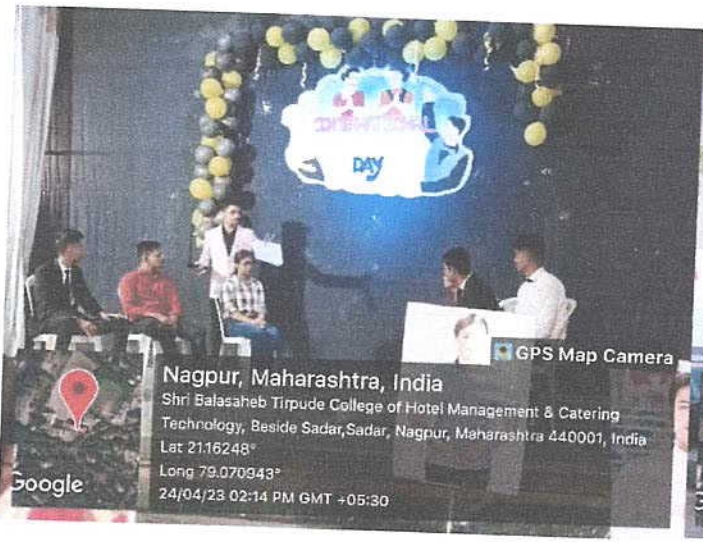 DAY
GPS Map Camera
Nagpur, Maharashtra, India
Shri Balasaheb Tirpude College of Hotel Management & Catering
Technology, Beside Sadar,Sadar, Nagpur, Maharashtra 440001, India
Lat 21.16248°
Long 79.070943°
24/04/23 02:14 PM GMT +05:30
Google